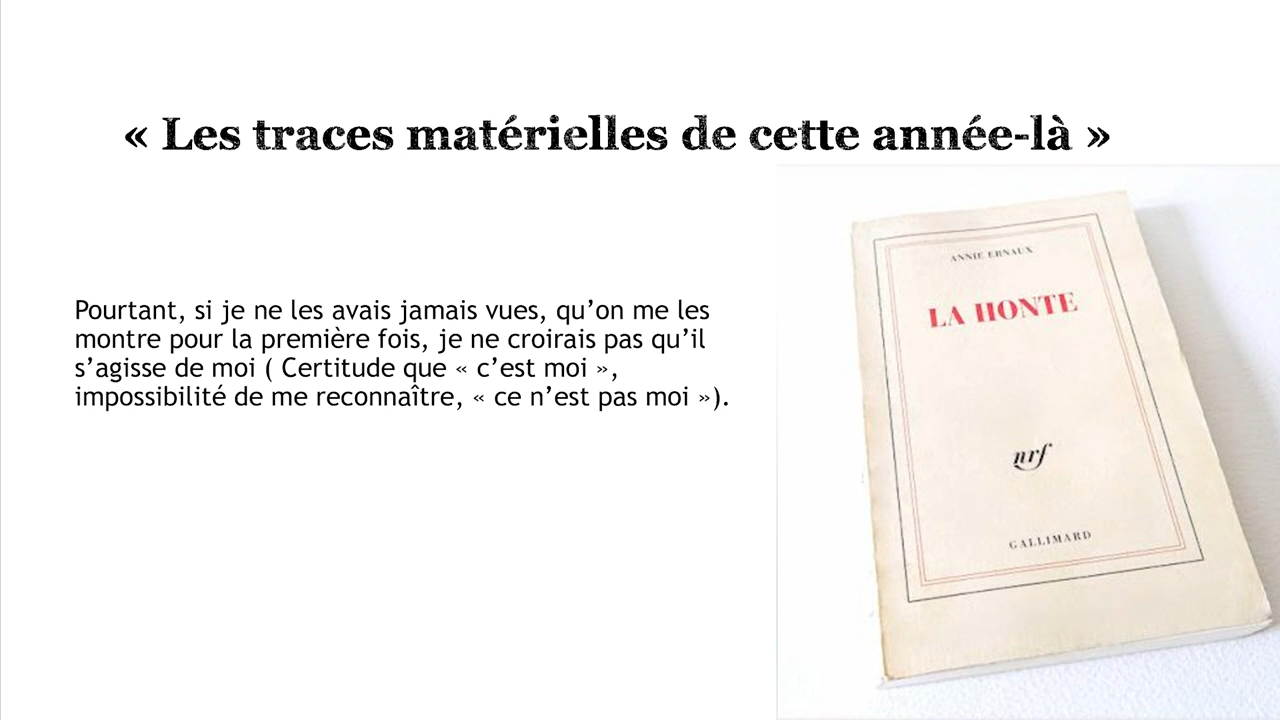 « Les traces matérielles de cette année-là »
Pourtant, si je ne les avais jamais vues, qu’on me les
montre pour la première fois, je ne croirais pas qu’il
s’agisse de moi ( Certitude que « c’est moi »,
impossibilité de me reconnaître, « ce n’est pas moi »).
ANNIE ERNAUX
LA HONTE
nrf
GALLIMARD